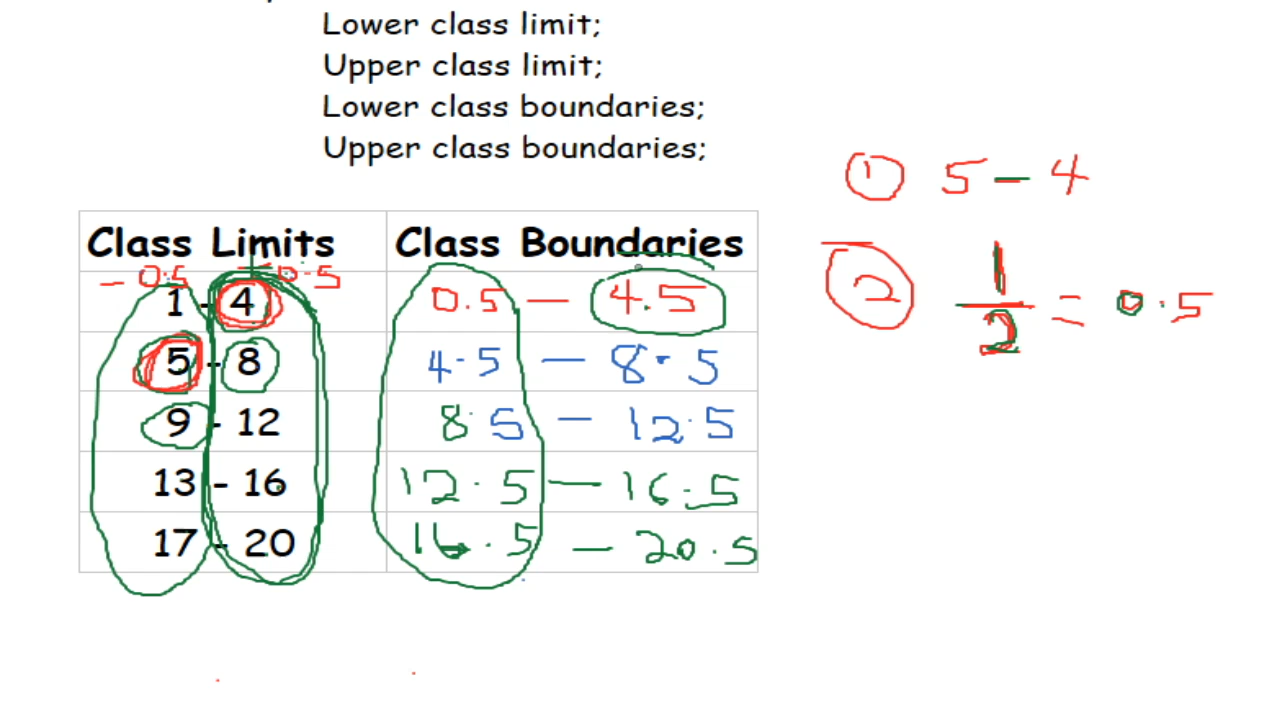 Lower class limit;
Upper class limit;
Lower class boundaries;
Upper class boundaries;
① 5 - 4
Class Limits Class Boundaries
- 0.5 + 0.5
1 - 4 0.5 - 4.5
② 1/2 = 0.5
5 - 8 4.5 - 8.5
9 - 12 8.5 - 12.5
13 - 16 12.5 - 16.5
17 - 20 16.5 - 20.5